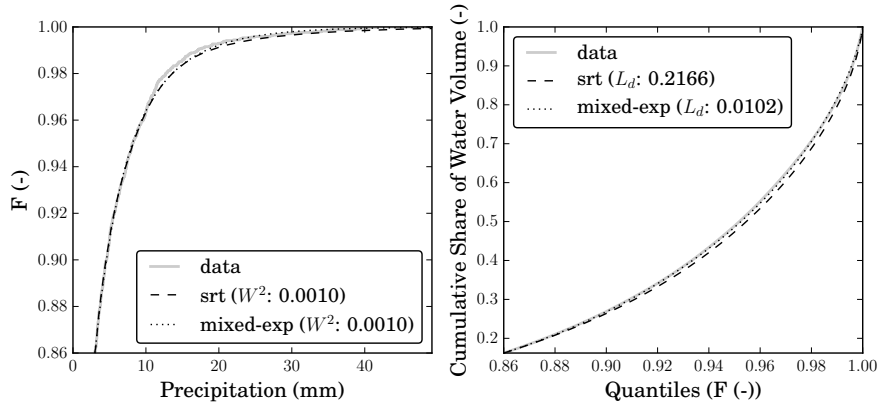 1.00
0.98
0.96
0.94
0.92
0.90
0.88
0.86
F (-)
0 10 20 30 40
Precipitation (mm)
data
srt (W²: 0.0010)
mixed-exp (W²: 0.0010)
1.0
0.9
0.8
0.7
0.6
0.5
0.4
0.3
0.2
Cumulative Share of Water Volume (-)
0.86 0.88 0.90 0.92 0.94 0.96 0.98 1.00
Quantiles (F (-))
data
srt (L_d: 0.2166)
mixed-exp (L_d: 0.0102)